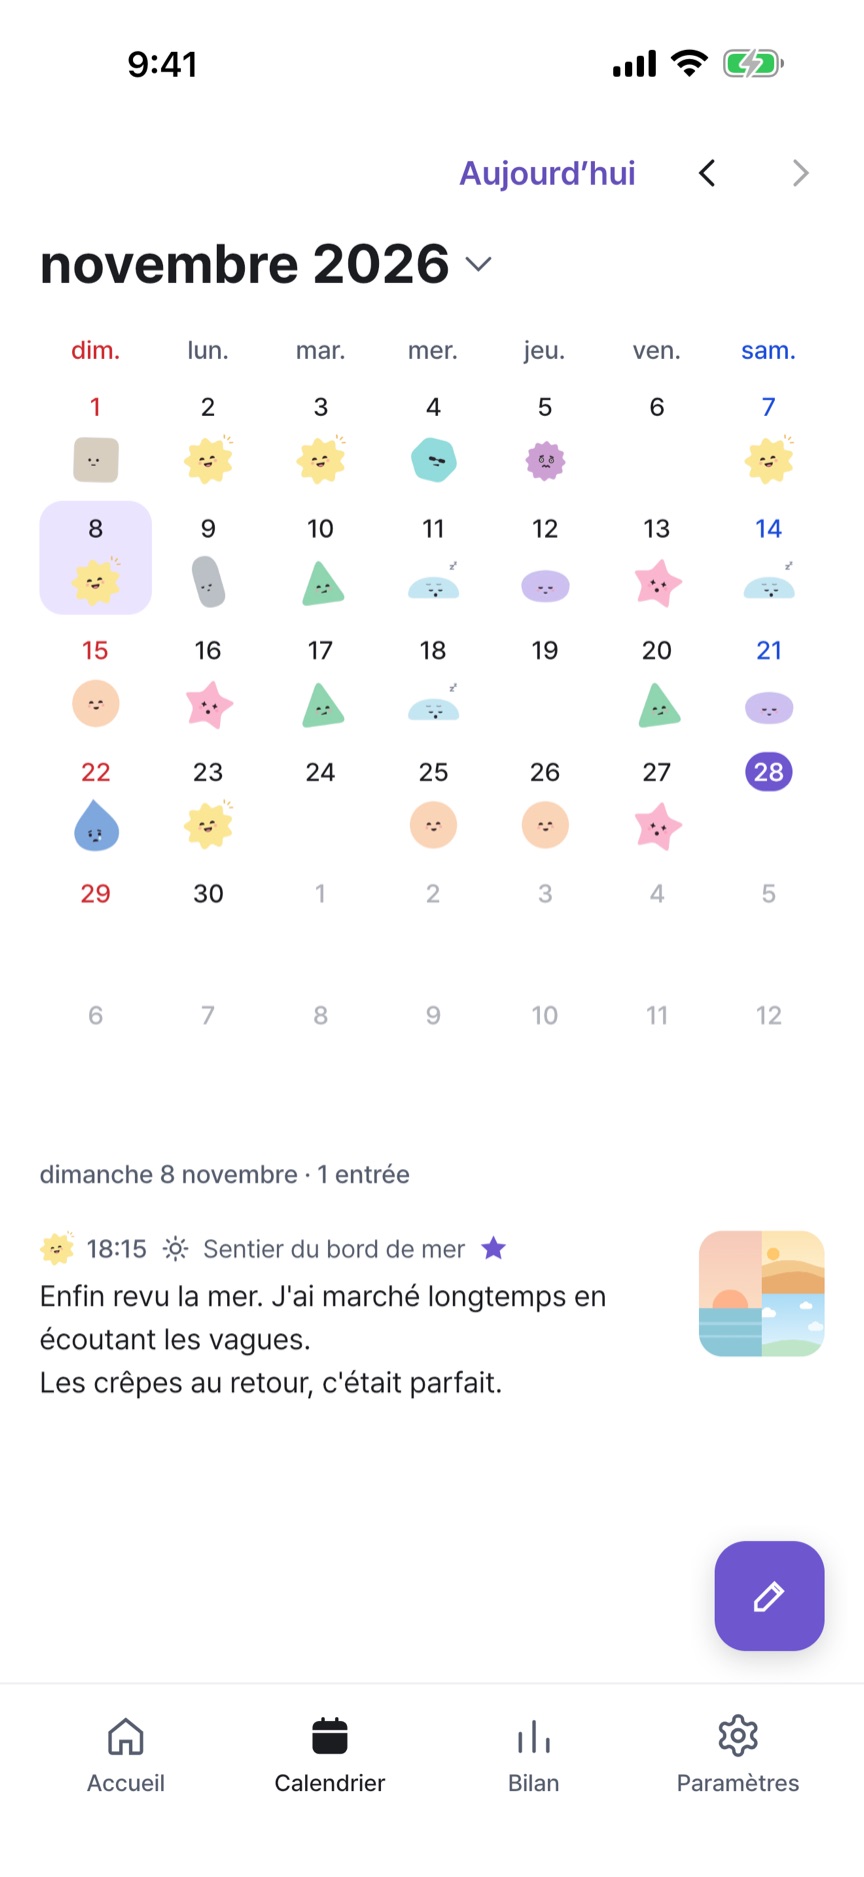 9:41
Aujourd’hui
novembre 2026
dim. lun. mar. mer. jeu. ven. sam.
1 2 3 4 5 6 7
8 9 10 11 12 13 14
15 16 17 18 19 20 21
22 23 24 25 26 27 28
29 30 1 2 3 4 5
6 7 8 9 10 11 12
dimanche 8 novembre · 1 entrée
18:15 Sentier du bord de mer
Enfin revu la mer. J'ai marché longtemps en
écoutant les vagues.
Les crêpes au retour, c'était parfait.
Accueil Calendrier Bilan Paramètres